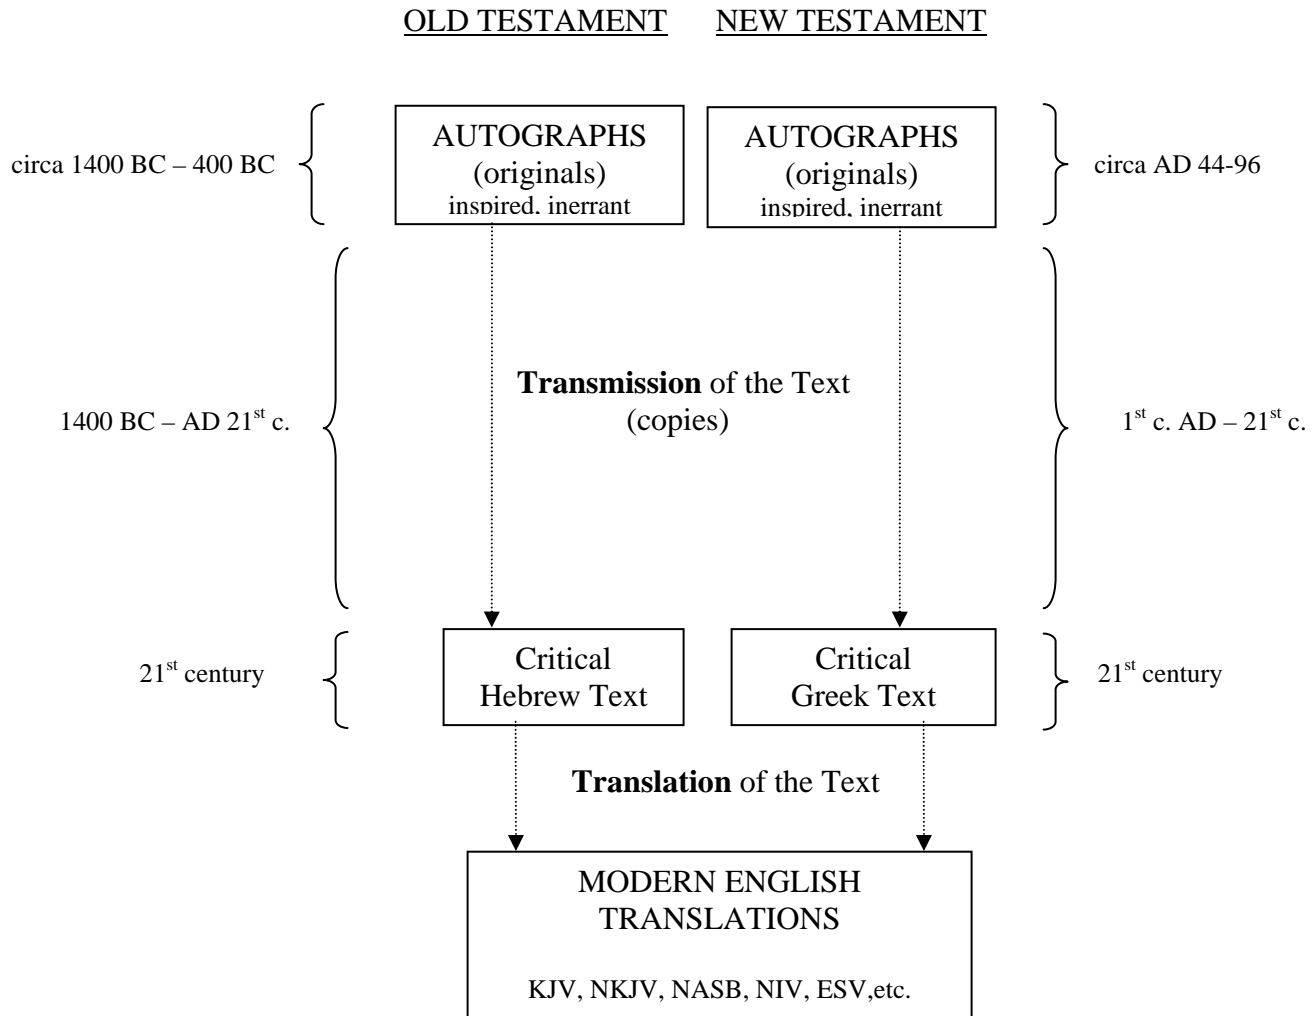 OLD TESTAMENT NEW TESTAMENT
circa 1400 BC – 400 BC
AUTOGRAPHS
(originals)
inspired, inerrant
AUTOGRAPHS
(originals)
inspired, inerrant
circa AD 44-96
1400 BC – AD 21st c.
Transmission of the Text
(copies)
1st c. AD – 21st c.
21st century
Critical
Hebrew Text
Critical
Greek Text
21st century
Translation of the Text
MODERN ENGLISH
TRANSLATIONS
KJV, NKJV, NASB, NIV, ESV,etc.